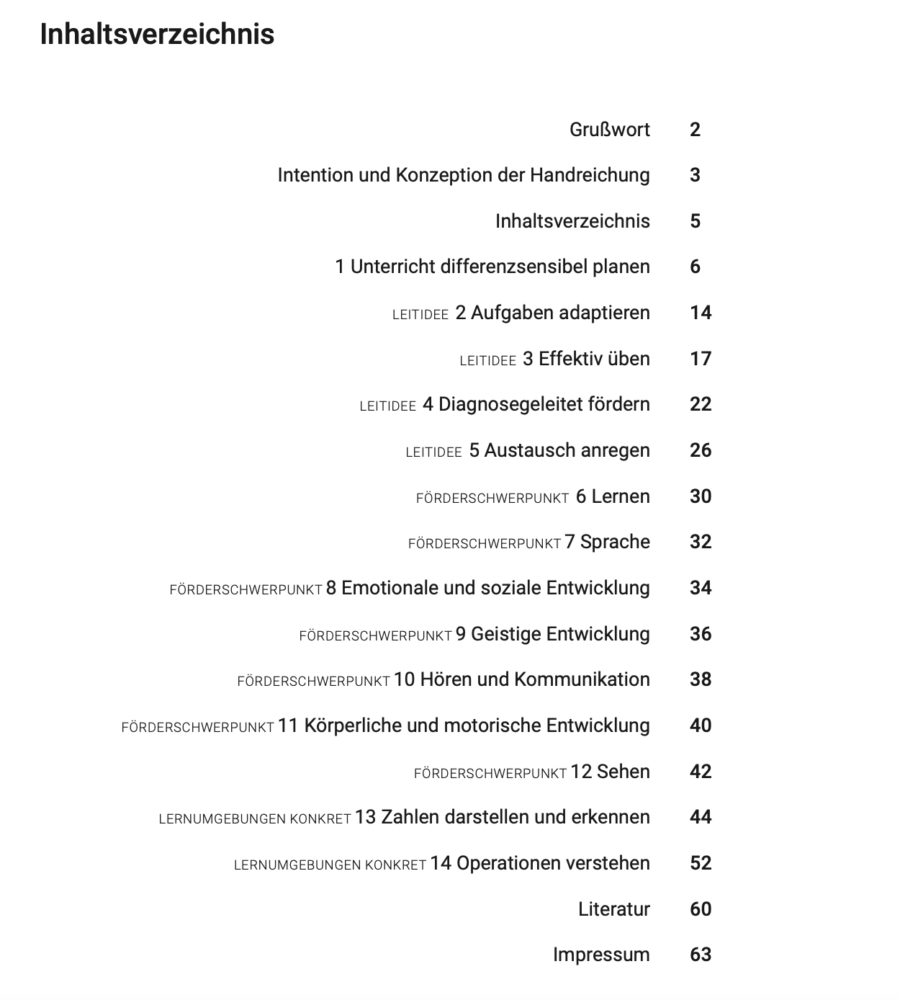 Inhaltsverzeichnis
Grußwort 2
Intention und Konzeption der Handreichung 3
Inhaltsverzeichnis 5
1 Unterricht differenzsensibel planen 6
LEITIDEE 2 Aufgaben adaptieren 14
LEITIDEE 3 Effektiv üben 17
LEITIDEE 4 Diagnosegeleitet fördern 22
LEITIDEE 5 Austausch anregen 26
FÖRDERSCHWERPUNKT 6 Lernen 30
FÖRDERSCHWERPUNKT 7 Sprache 32
FÖRDERSCHWERPUNKT 8 Emotionale und soziale Entwicklung 34
FÖRDERSCHWERPUNKT 9 Geistige Entwicklung 36
FÖRDERSCHWERPUNKT 10 Hören und Kommunikation 38
FÖRDERSCHWERPUNKT 11 Körperliche und motorische Entwicklung 40
FÖRDERSCHWERPUNKT 12 Sehen 42
LERNUMGEBUNGEN KONKRET 13 Zahlen darstellen und erkennen 44
LERNUMGEBUNGEN KONKRET 14 Operationen verstehen 52
Literatur 60
Impressum 63